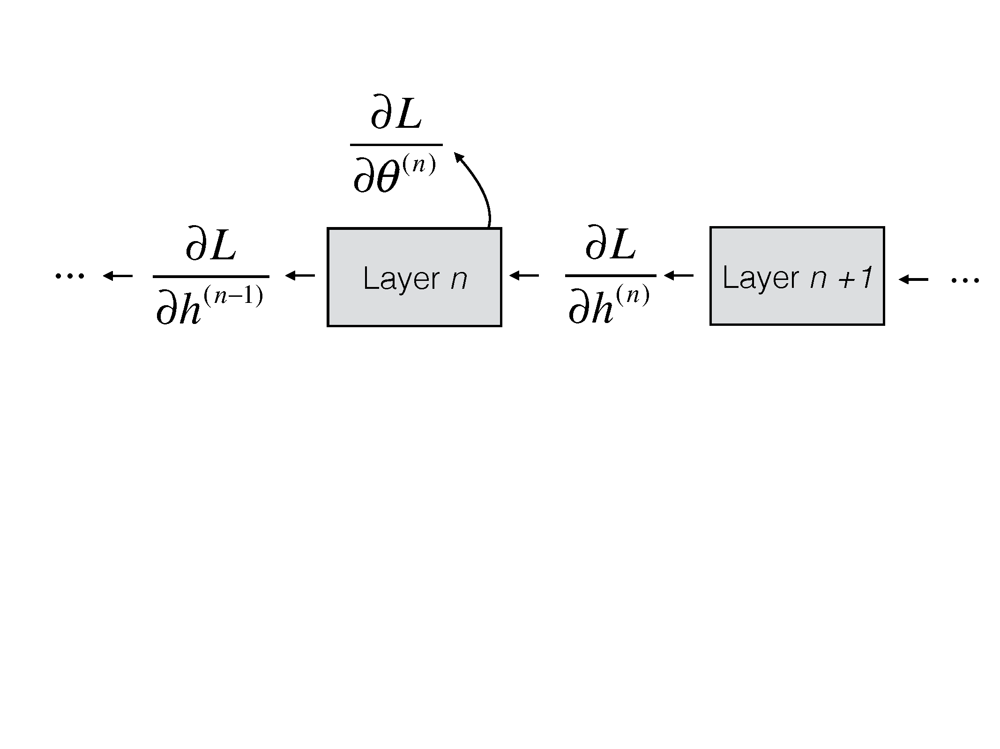 ∂L
∂θ^(n)
··· ← ∂L/∂h^(n−1) ← Layer n ← ∂L/∂h^(n) ← Layer n +1 ← ···